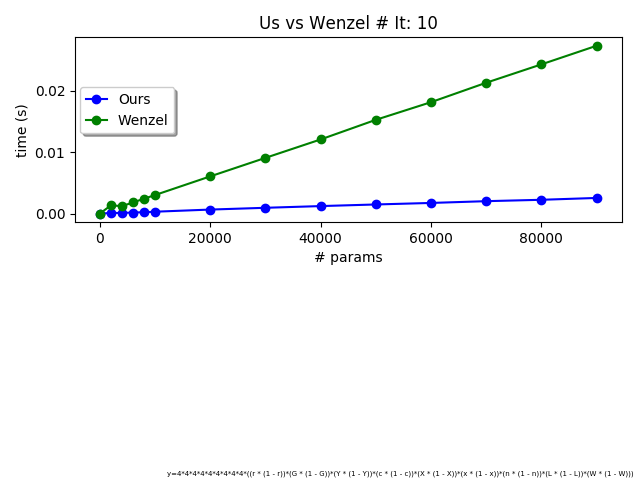 Us vs Wenzel # It: 10
Ours
Wenzel
time (s)
0.02
0.01
0.00
0
20000
40000
60000
80000
# params
y=4*4*4*4*4*4*4*4*4*((r * (1 - r))*(G * (1 - G))*(Y * (1 - Y))*(c * (1 - c))*(X * (1 - X))*(x * (1 - x))*(n * (1 - n))*(L * (1 - L))*(W * (1 - W)))